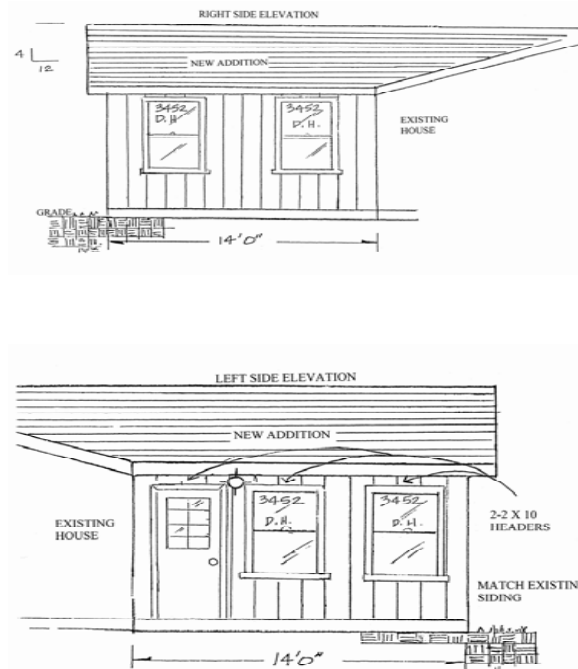 RIGHT SIDE ELEVATION
4
12
NEW ADDITION
3452
D.H.
3452
D.H.
EXISTING
HOUSE
GRADE
14'0"
LEFT SIDE ELEVATION
NEW ADDITION
3452
D.H.
3452
D.H.
EXISTING
HOUSE
2-2 X 10
HEADERS
MATCH EXISTIN
SIDING
14'0"